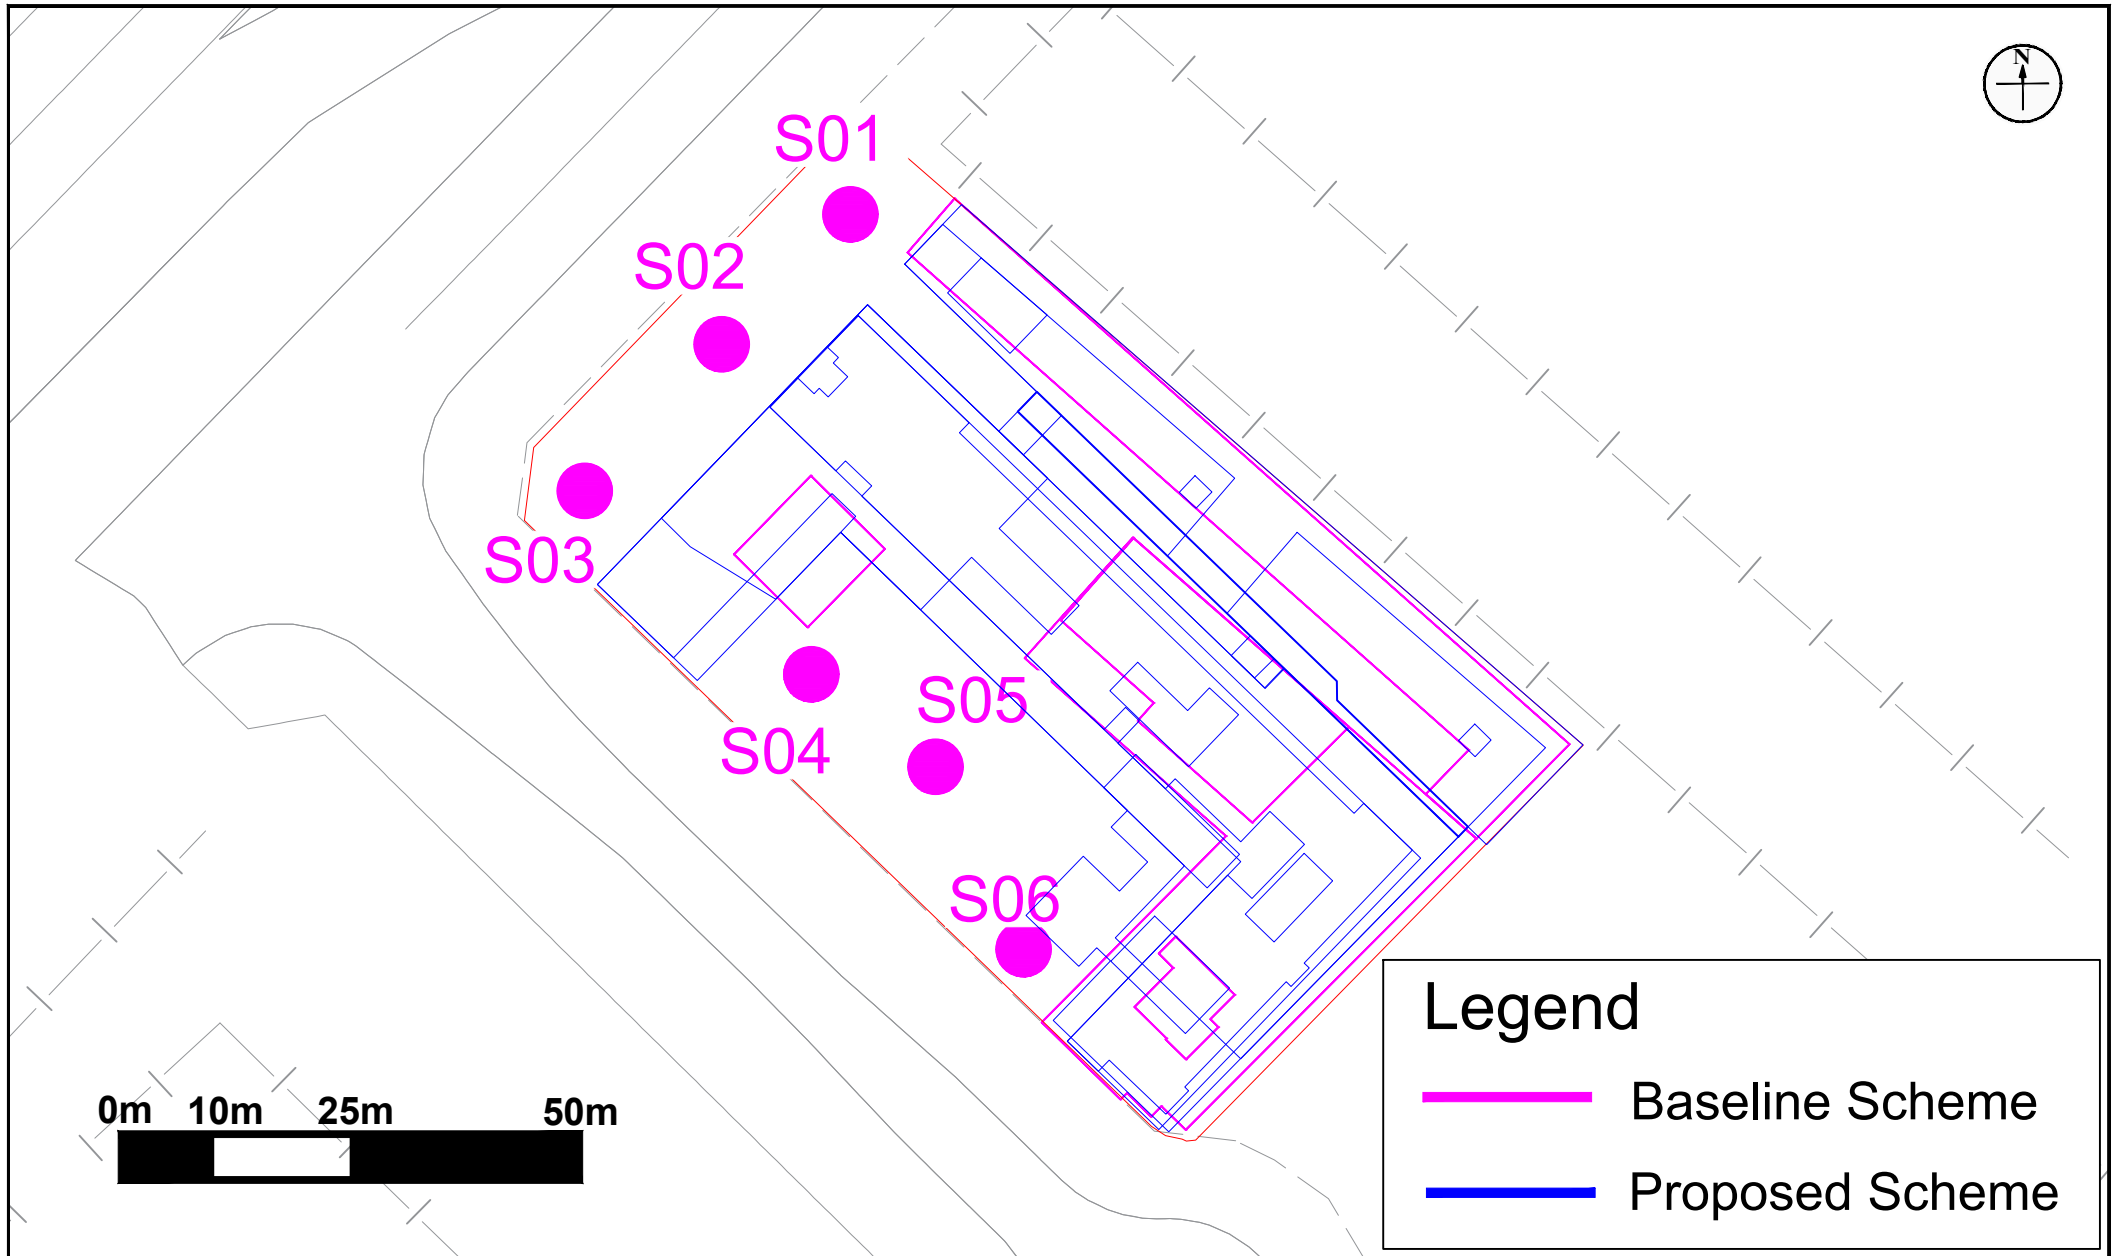 N
S01
S02
S03
S04
S05
S06
0m 10m 25m 50m
Legend
Baseline Scheme
Proposed Scheme